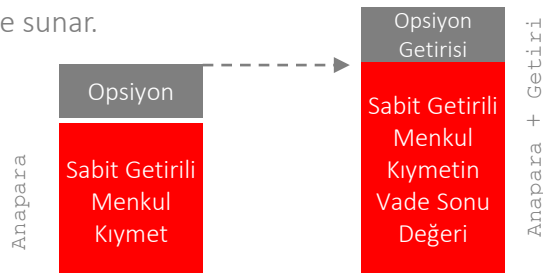 e sunar.
Anapara
Opsiyon
Sabit Getirili
Menkul
Kıymet
Opsiyon
Getirisi
Sabit Getirili
Menkul
Kıymetin
Vade Sonu
Değeri
Anapara + Getiri